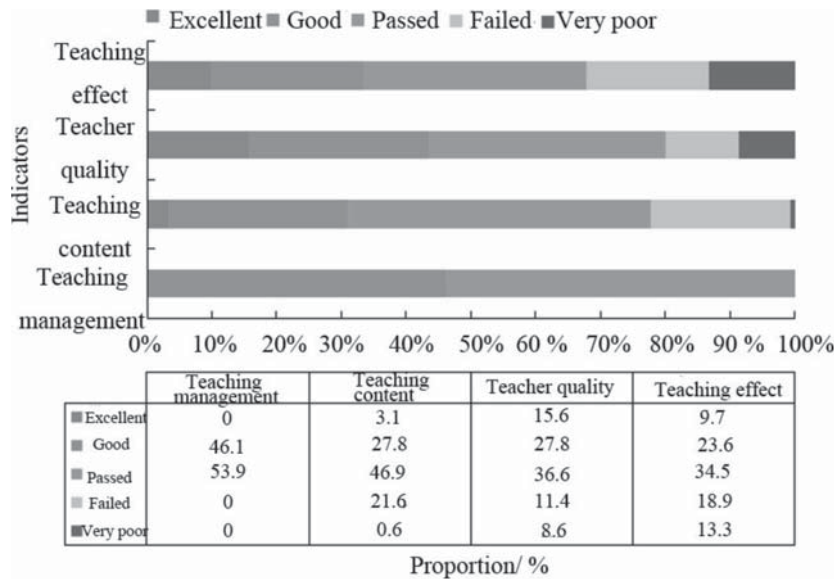 Excellent Good Passed Failed Very poor
Indicators
Teaching
effect
Teacher
quality
Teaching
content
Teaching
management
0% 10% 20% 30% 40% 50% 60% 70% 80% 90 % 100%
Teaching management Teaching content Teacher quality Teaching effect
Excellent 0 3.1 15.6 9.7
Good 46.1 27.8 27.8 23.6
Passed 53.9 46.9 36.6 34.5
Failed 0 21.6 11.4 18.9
Very poor 0 0.6 8.6 13.3
Proportion/ %